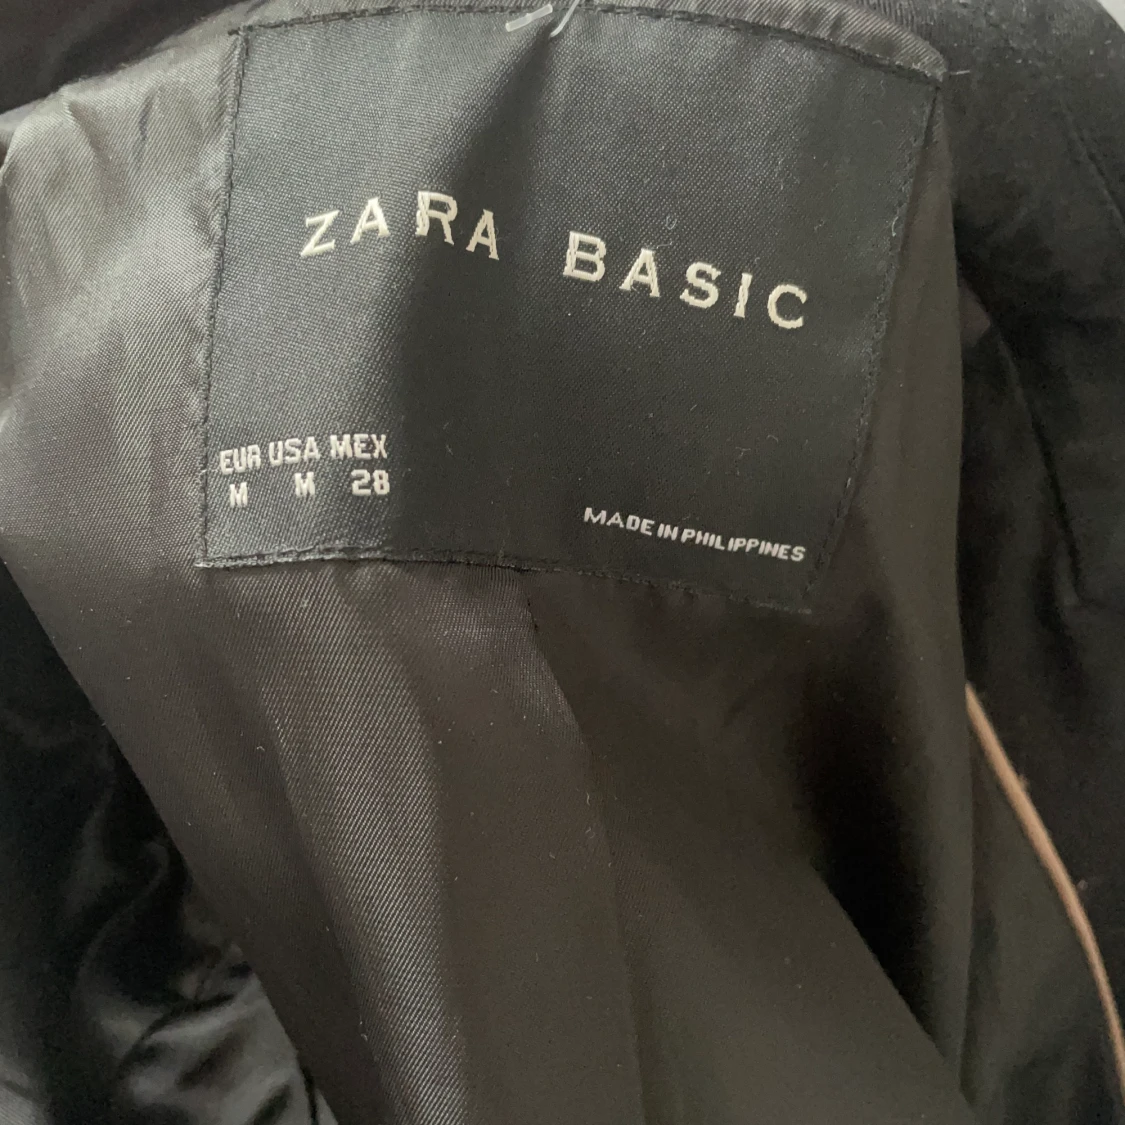 ZARA BASIC
EUR USA MEX
M M 28
MADE IN PHILIPPINES